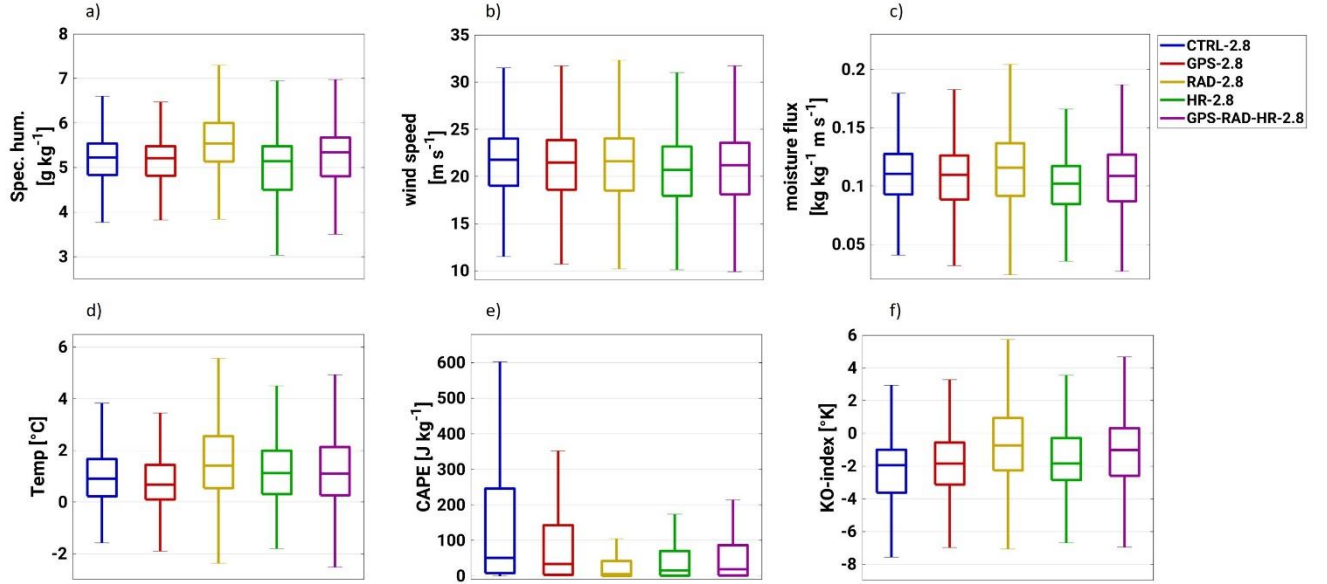 a)
b)
c)
Spec. hum.
[g kg⁻¹]
8
7
6
5
4
3
wind speed
[m s⁻¹]
35
30
25
20
15
10
moisture flux
[kg kg⁻¹ m s⁻¹]
0.2
0.15
0.1
0.05
CTRL-2.8
GPS-2.8
RAD-2.8
HR-2.8
GPS-RAD-HR-2.8
d)
e)
f)
Temp [°C]
6
4
2
0
-2
CAPE [J kg⁻¹]
600
500
400
300
200
100
0
KO-index [°K]
6
4
2
0
-2
-4
-6
-8